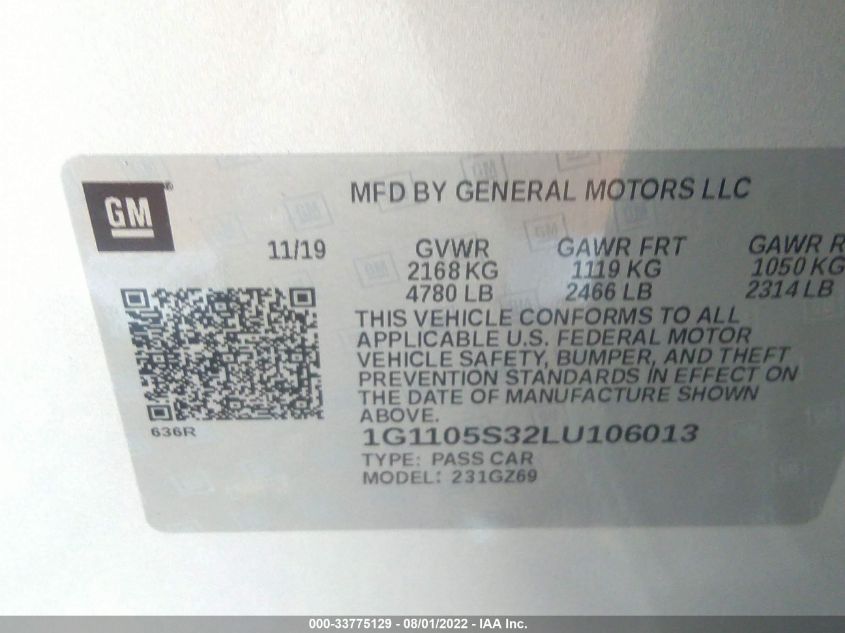 GM
MFD BY GENERAL MOTORS LLC
11/19 GVWR GAWR FRT GAWR R
2168 KG 1119 KG 1050 KG
4780 LB 2466 LB 2314 LB
THIS VEHICLE CONFORMS TO ALL
APPLICABLE U.S. FEDERAL MOTOR
VEHICLE SAFETY, BUMPER, AND THEFT
PREVENTION STANDARDS IN EFFECT ON
THE DATE OF MANUFACTURE SHOWN
ABOVE.
636R
1G1105S32LU106013
TYPE: PASS CAR
MODEL: 231GZ69
000-33775129 - 08/01/2022 - IAA Inc.